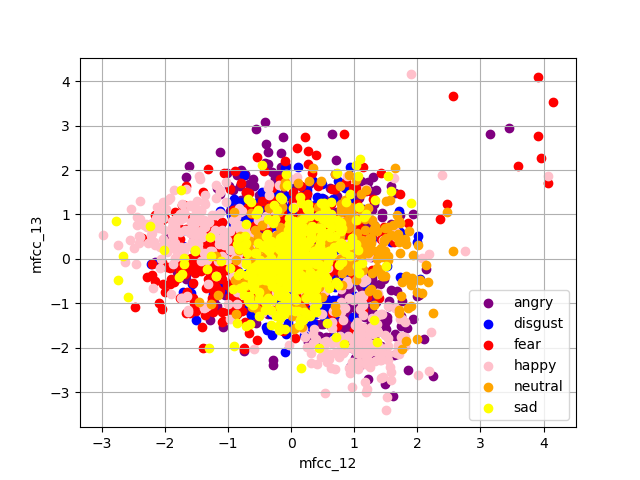 4
3
2
1
0
−1
−2
−3
mfcc_13
−3 −2 −1 0 1 2 3 4
mfcc_12
angry
disgust
fear
happy
neutral
sad